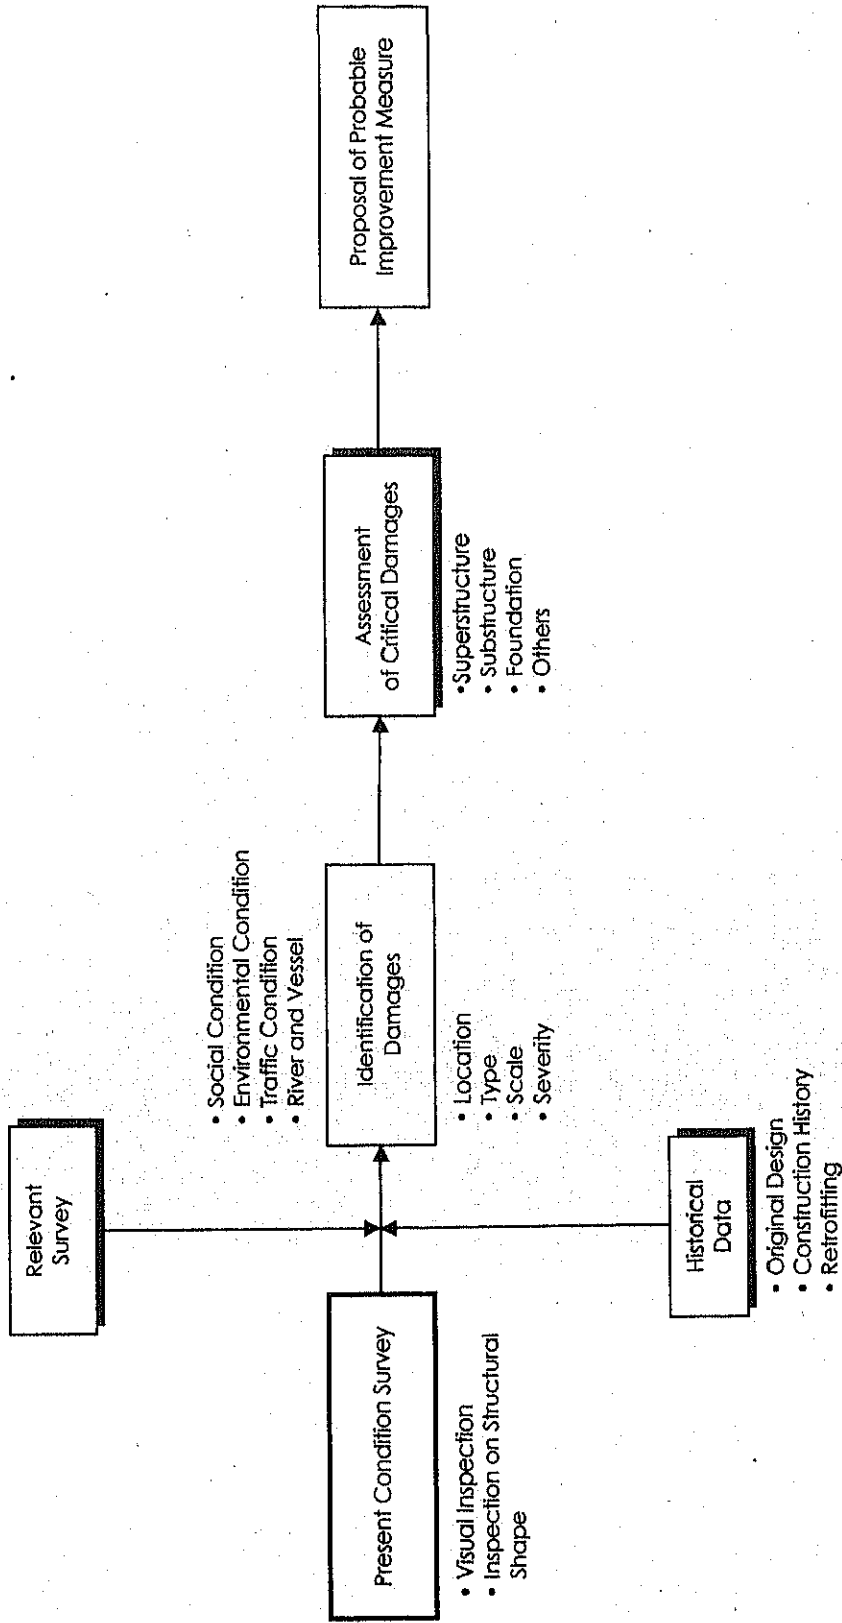 Relevant
Survey
• Social Condition
• Environmental Condition
• Traffic Condition
• River and Vessel
Present Condition Survey
• Visual Inspection
• Inspection on Structural
Shape
Identification of
Damages
• Location
• Type
• Scale
• Severity
Assessment
of Critical Damages
•Superstructure
• Substructure
• Foundation
• Others
Proposal of Probable
Improvement Measure
Historical
Data
• Original Design
• Construction History
• Retrofitting